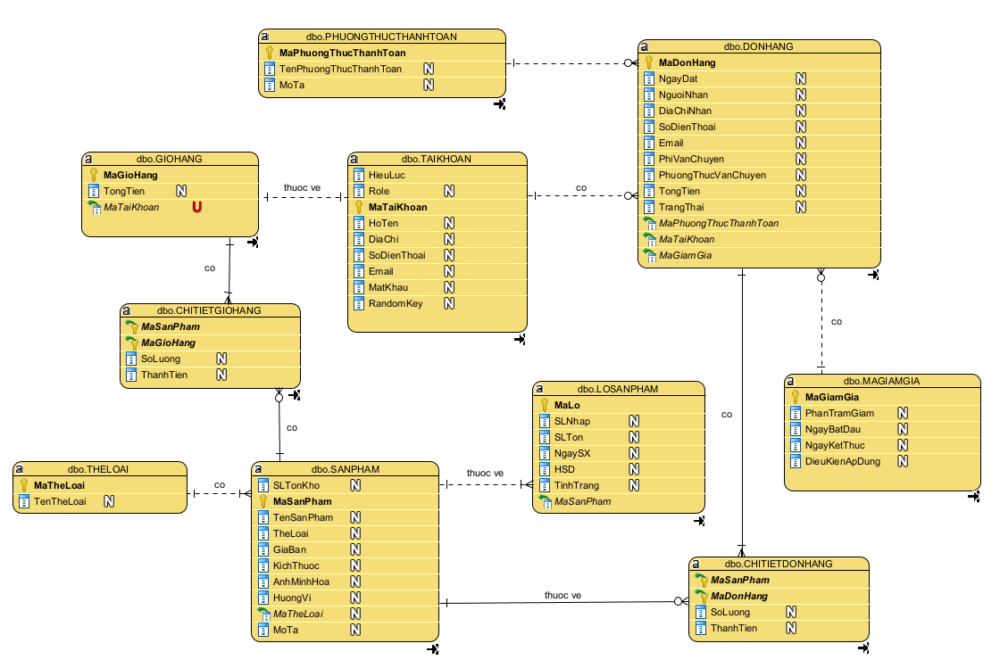 dbo.PHUONGTHUCTHANHTOAN
MaPhuongThucThanhToan
TenPhuongThucThanhToan N
MoTa N
dbo.DONHANG
MaDonHang
NgayDat N
NguoiNhan N
DiaChiNhan N
SoDienThoai N
Email N
PhiVanChuyen N
PhuongThucVanChuyen N
TongTien N
TrangThai N
MaPhuongThucThanhToan
MaTaiKhoan
MaGiamGia
dbo.GIOHANG
MaGioHang
TongTien N
MaTaiKhoan U
thuoc ve
dbo.TAIKHOAN
HieuLuc
Role N
MaTaiKhoan
HoTen N
DiaChi N
SoDienThoai N
Email N
MatKhau N
RandomKey N
co
co
dbo.CHITIETGIOHANG
MaSanPham
MaGioHang
SoLuong N
ThanhTien N
co
co
dbo.MAGIAMGIA
MaGiamGia
PhanTramGiam N
NgayBatDau N
NgayKetThuc N
DieuKienApDung N
dbo.LOSANPHAM
MaLo
SLNhap N
SLTon N
NgaySX N
HSD N
TinhTrang N
MaSanPham
co
dbo.THELOAI
MaTheLoai
TenTheLoai N
co
dbo.SANPHAM
SLTonKho N
MaSanPham
TenSanPham N
TheLoai N
GiaBan N
KichThuoc N
AnhMinhHoa N
HuongVi N
MaTheLoai N
MoTa N
thuoc ve
thuoc ve
dbo.CHITIETDONHANG
MaSanPham
MaDonHang
SoLuong N
ThanhTien N